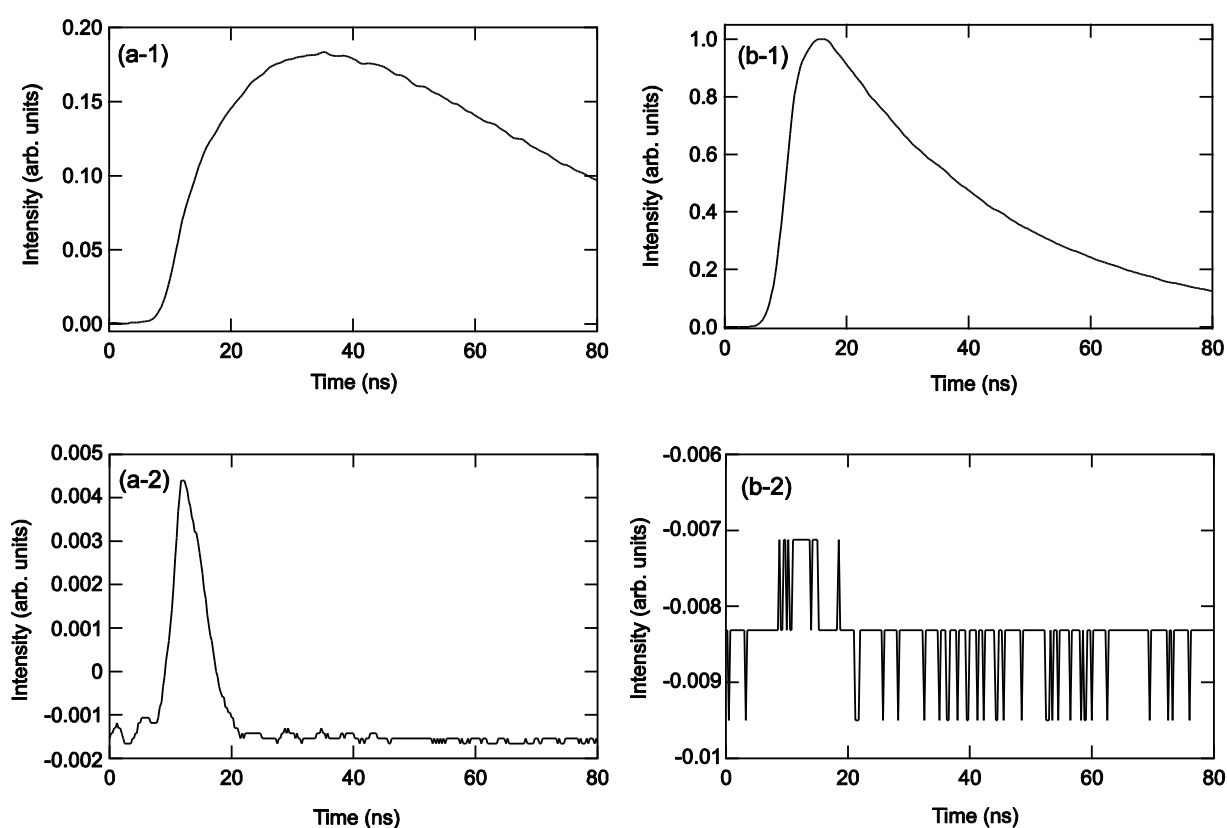 (a-1)
Intensity (arb. units)
0.20
0.15
0.10
0.05
0.00
0 20 40 60 80
Time (ns)
(b-1)
Intensity (arb. units)
1.0
0.8
0.6
0.4
0.2
0.0
0 20 40 60 80
Time (ns)
(a-2)
Intensity (arb. units)
0.005
0.004
0.003
0.002
0.001
0
-0.001
-0.002
0 20 40 60 80
Time (ns)
(b-2)
Intensity (arb. units)
-0.006
-0.007
-0.008
-0.009
-0.01
0 20 40 60 80
Time (ns)